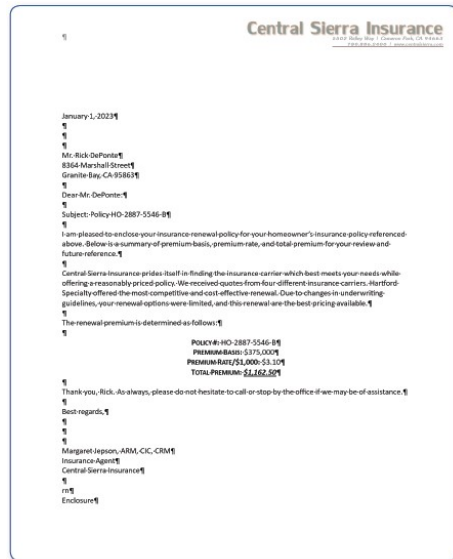 Central Sierra Insurance
¶
Cameron Park, CA
www.centralsierra.com
January 1, 2023¶
¶
¶
¶
Mr. Rick DePonte¶
8364 Marshall Street¶
Granite Bay, CA 95863¶
¶
Dear Mr. DePonte:¶
¶
Subject: Policy HO-2887-5546-B¶
¶
I am pleased to enclose your insurance renewal policy for your homeowner's insurance policy referenced
above. Below is a summary of premium basis, premium rate, and total premium for your review and
future reference.¶
¶
Central Sierra Insurance prides itself in finding the insurance carrier which best meets your needs while
offering a reasonably priced policy. We received quotes from four different insurance carriers. Hartford
Specialty offered the most competitive and cost-effective renewal. Due to changes in underwriting
guidelines, your renewal options were limited, and this renewal are the best pricing available.¶
¶
The renewal premium is determined as follows:¶
¶
POLICY #: HO-2887-5546-B¶
PREMIUM BASIS: $375,000¶
PREMIUM RATE/$1,000: $3.10¶
TOTAL PREMIUM: $1,162.50¶
¶
Thank you, Rick. As always, please do not hesitate to call or stop by the office if we may be of assistance.¶
¶
Best regards,¶
¶
¶
¶
Margaret Jepson, ARM, CIC, CRM¶
Insurance Agent¶
Central Sierra Insurance¶
¶
rn¶
Enclosure¶